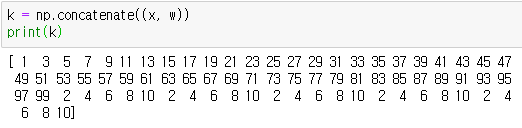 k = np.concatenate((x, w))
print(k)
[ 1 3 5 7 9 11 13 15 17 19 21 23 25 27 29 31 33 35 37 39 41 43 45 47
49 51 53 55 57 59 61 63 65 67 69 71 73 75 77 79 81 83 85 87 89 91 93 95
97 99 2 4 6 8 10 2 4 6 8 10 2 4 6 8 10 2 4 6 8 10 2 4
6 8 10]